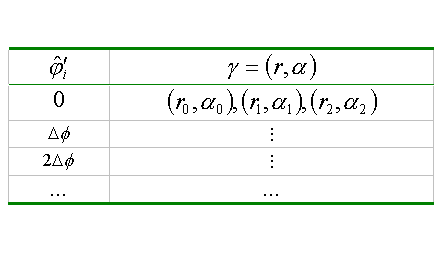 φ̂′ᵢ γ = (r, α)
0 (r₀, α₀), (r₁, α₁), (r₂, α₂)
Δϕ ⋮
2Δϕ ⋮
... ...